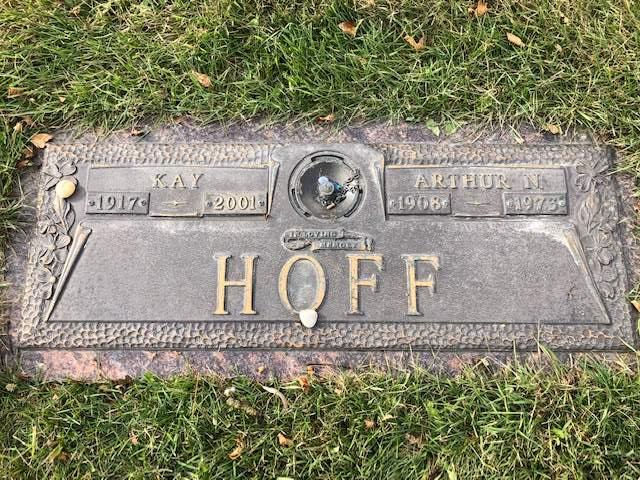 KAY
1917 2001
ARTHUR N.
1908 1973
IN LOVING
MEMORY
HOFF